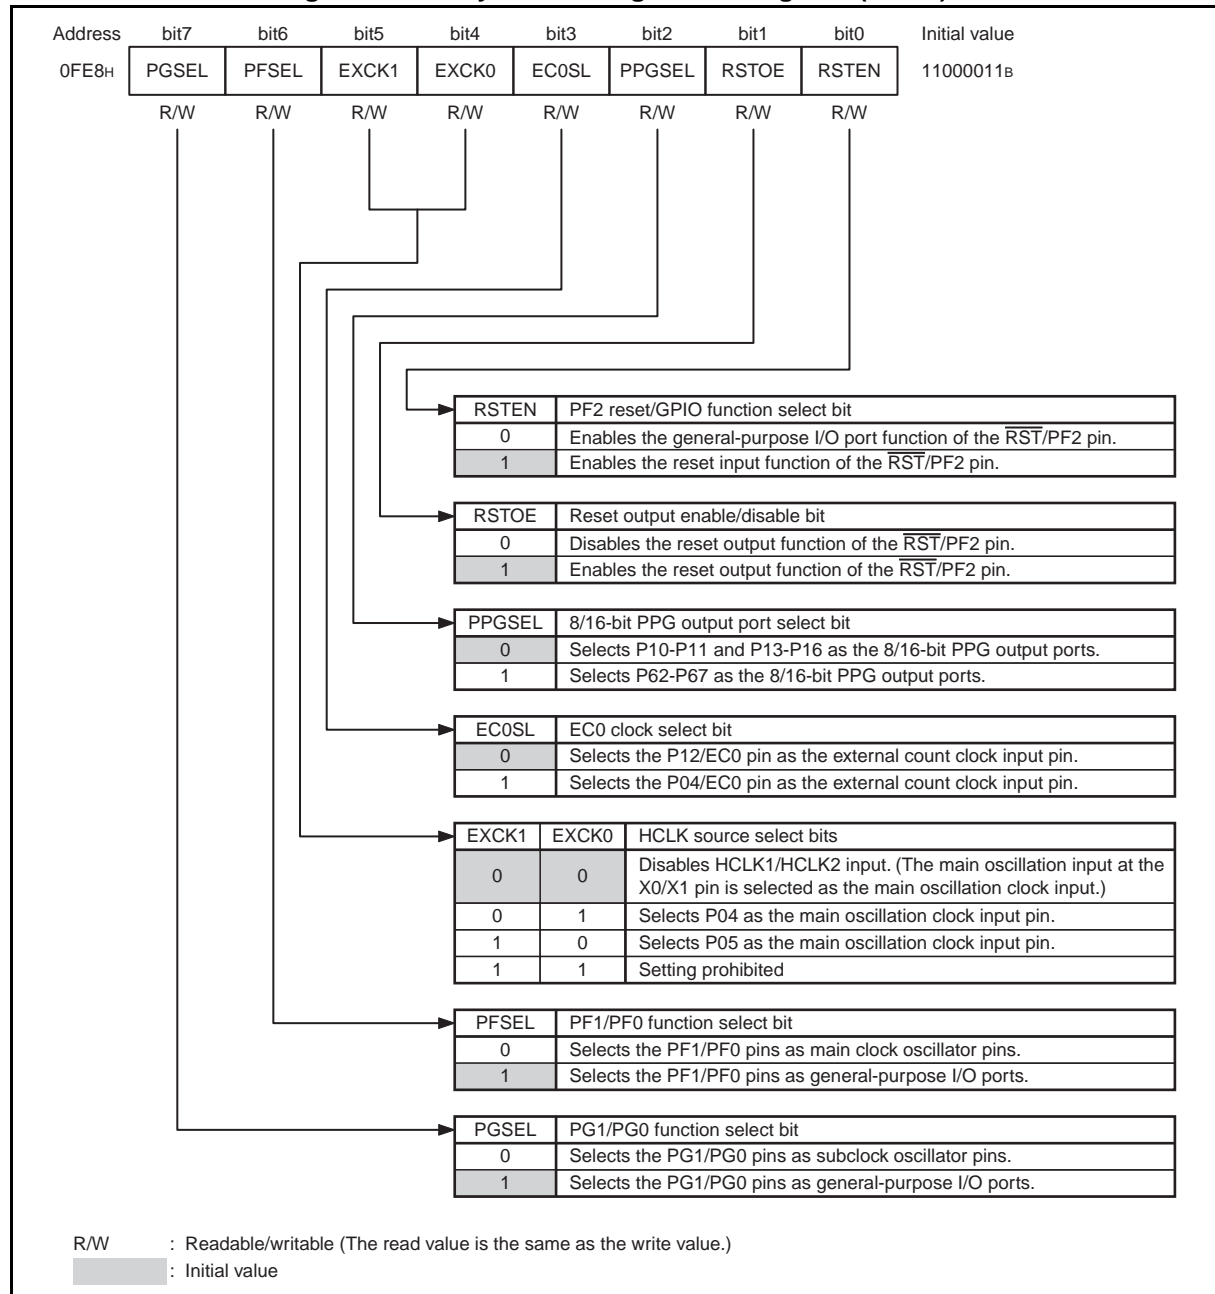 Address bit7 bit6 bit5 bit4 bit3 bit2 bit1 bit0 Initial value
0FE8H PGSEL PFSEL EXCK1 EXCK0 EC0SL PPGSEL RSTOE RSTEN 11000011B
R/W R/W R/W R/W R/W R/W R/W R/W
RSTEN PF2 reset/GPIO function select bit
0 Enables the general-purpose I/O port function of the RST/PF2 pin.
1 Enables the reset input function of the RST/PF2 pin.
RSTOE Reset output enable/disable bit
0 Disables the reset output function of the RST/PF2 pin.
1 Enables the reset output function of the RST/PF2 pin.
PPGSEL 8/16-bit PPG output port select bit
0 Selects P10-P11 and P13-P16 as the 8/16-bit PPG output ports.
1 Selects P62-P67 as the 8/16-bit PPG output ports.
EC0SL EC0 clock select bit
0 Selects the P12/EC0 pin as the external count clock input pin.
1 Selects the P04/EC0 pin as the external count clock input pin.
EXCK1 EXCK0 HCLK source select bits
0 0 Disables HCLK1/HCLK2 input. (The main oscillation input at the
X0/X1 pin is selected as the main oscillation clock input.)
0 1 Selects P04 as the main oscillation clock input pin.
1 0 Selects P05 as the main oscillation clock input pin.
1 1 Setting prohibited
PFSEL PF1/PF0 function select bit
0 Selects the PF1/PF0 pins as main clock oscillator pins.
1 Selects the PF1/PF0 pins as general-purpose I/O ports.
PGSEL PG1/PG0 function select bit
0 Selects the PG1/PG0 pins as subclock oscillator pins.
1 Selects the PG1/PG0 pins as general-purpose I/O ports.
R/W : Readable/writable (The read value is the same as the write value.)
: Initial value